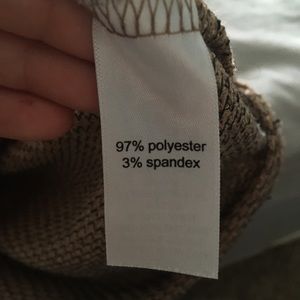 97% polyester
3% spandex